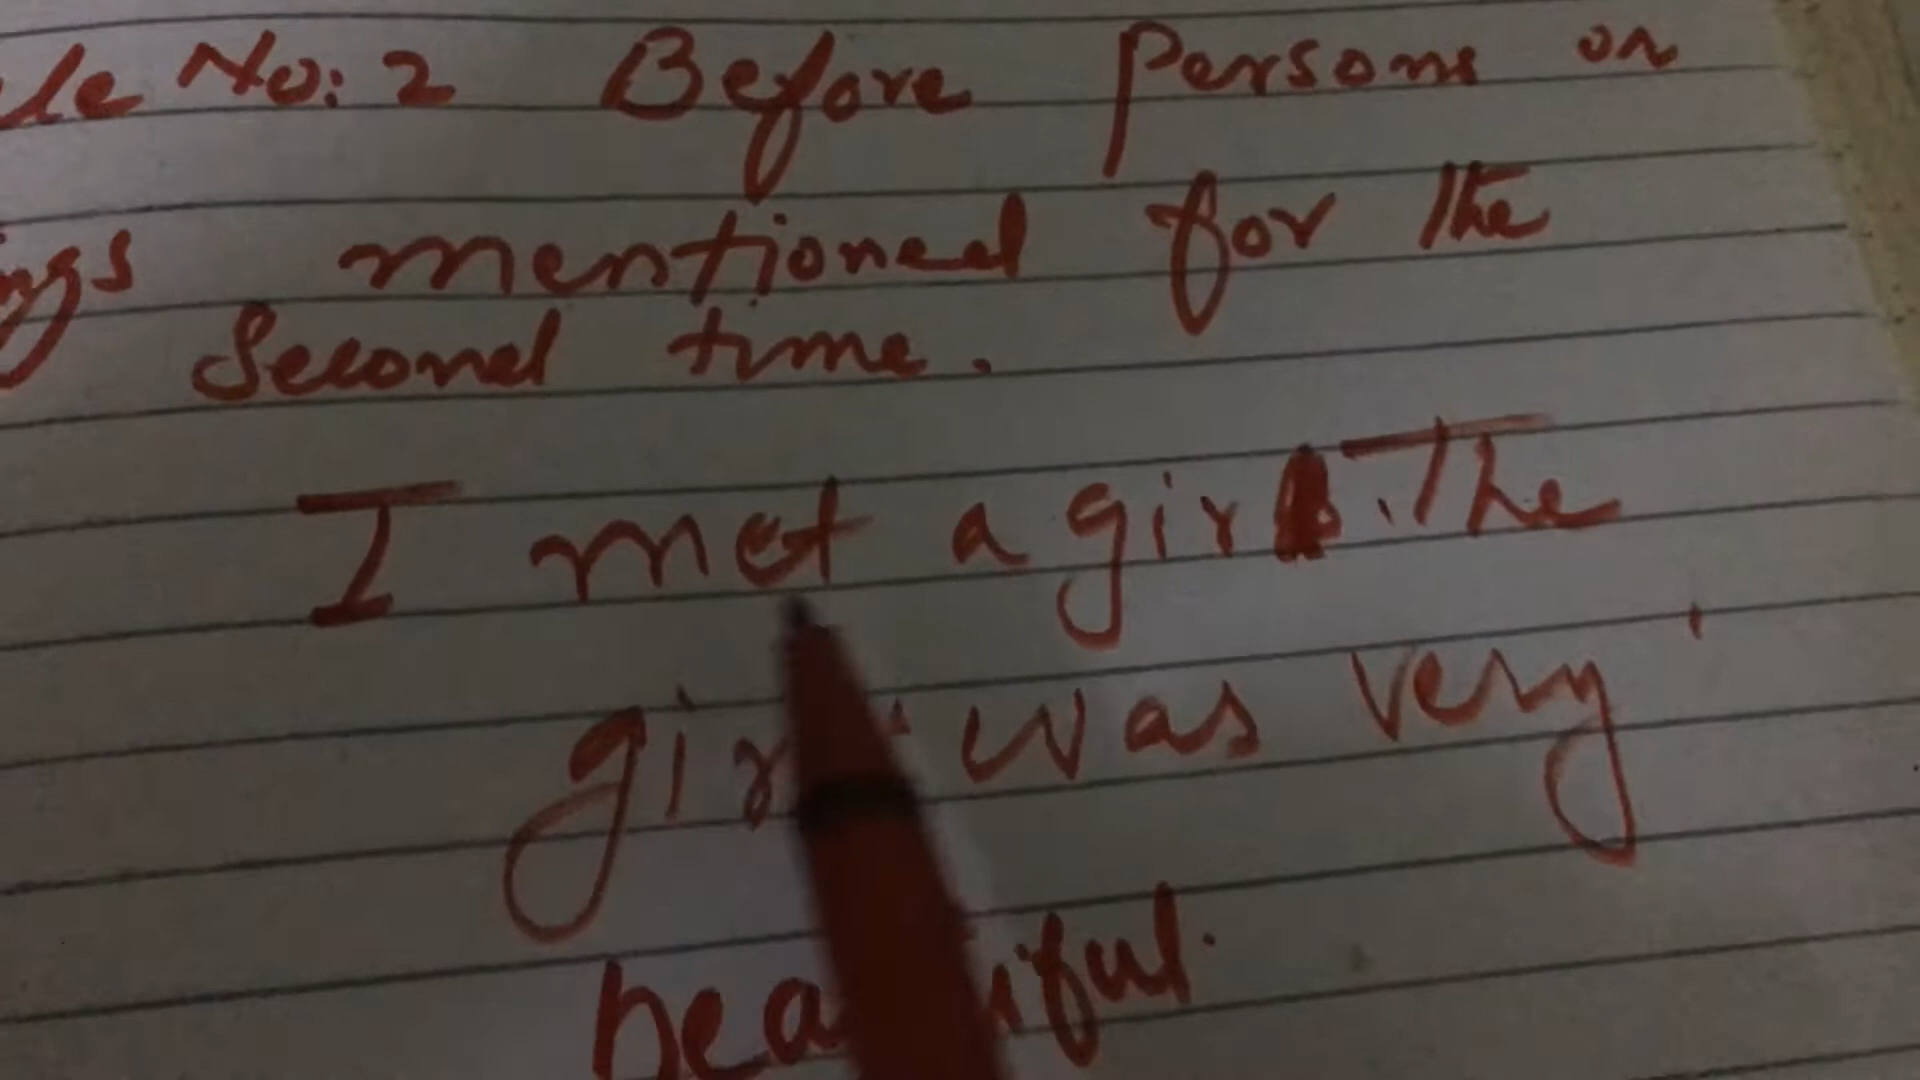 No: 2 Before Persons or
mentioned for the
Second time.
I met a girl. The
was very